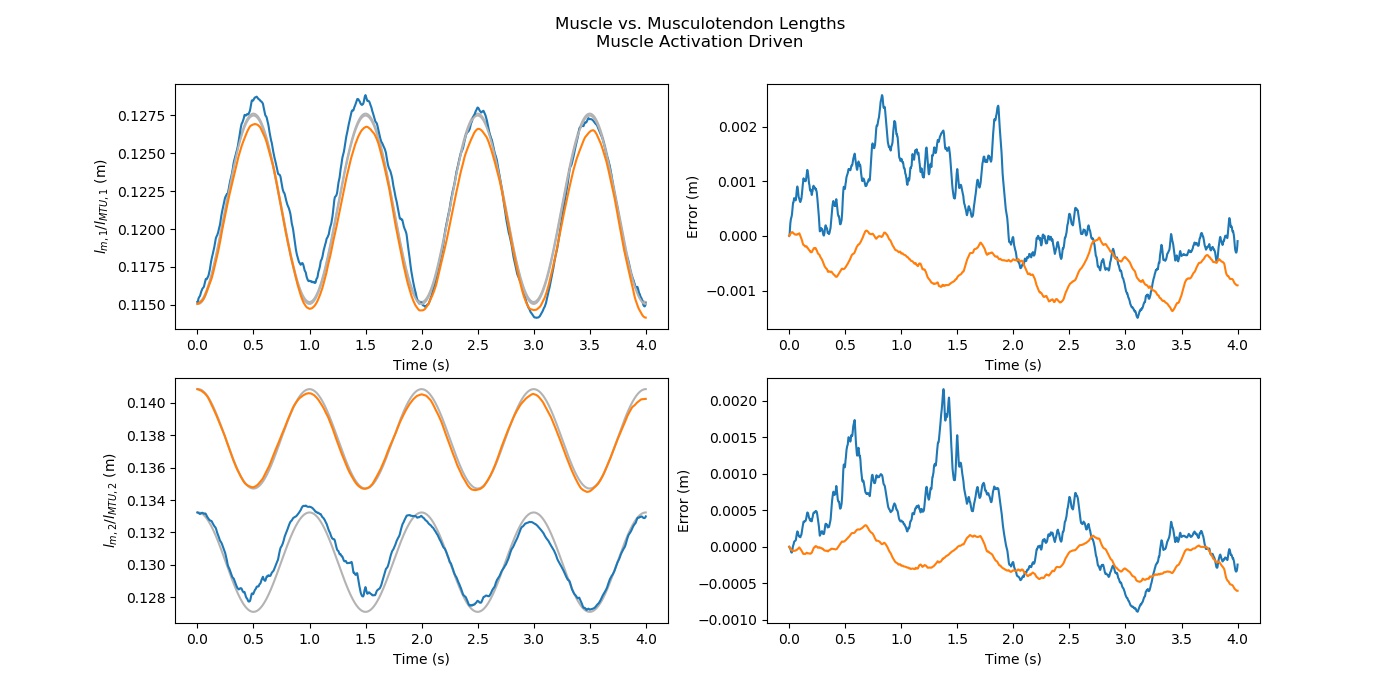 Muscle vs. Musculotendon Lengths
Muscle Activation Driven
l_{m,1}/l_{MTU,1} (m)
0.1275
0.1250
0.1225
0.1200
0.1175
0.1150
0.0 0.5 1.0 1.5 2.0 2.5 3.0 3.5 4.0
Time (s)
Error (m)
0.002
0.001
0.000
−0.001
0.0 0.5 1.0 1.5 2.0 2.5 3.0 3.5 4.0
Time (s)
l_{m,2}/l_{MTU,2} (m)
0.140
0.138
0.136
0.134
0.132
0.130
0.128
0.0 0.5 1.0 1.5 2.0 2.5 3.0 3.5 4.0
Time (s)
Error (m)
0.0020
0.0015
0.0010
0.0005
0.0000
−0.0005
−0.0010
0.0 0.5 1.0 1.5 2.0 2.5 3.0 3.5 4.0
Time (s)